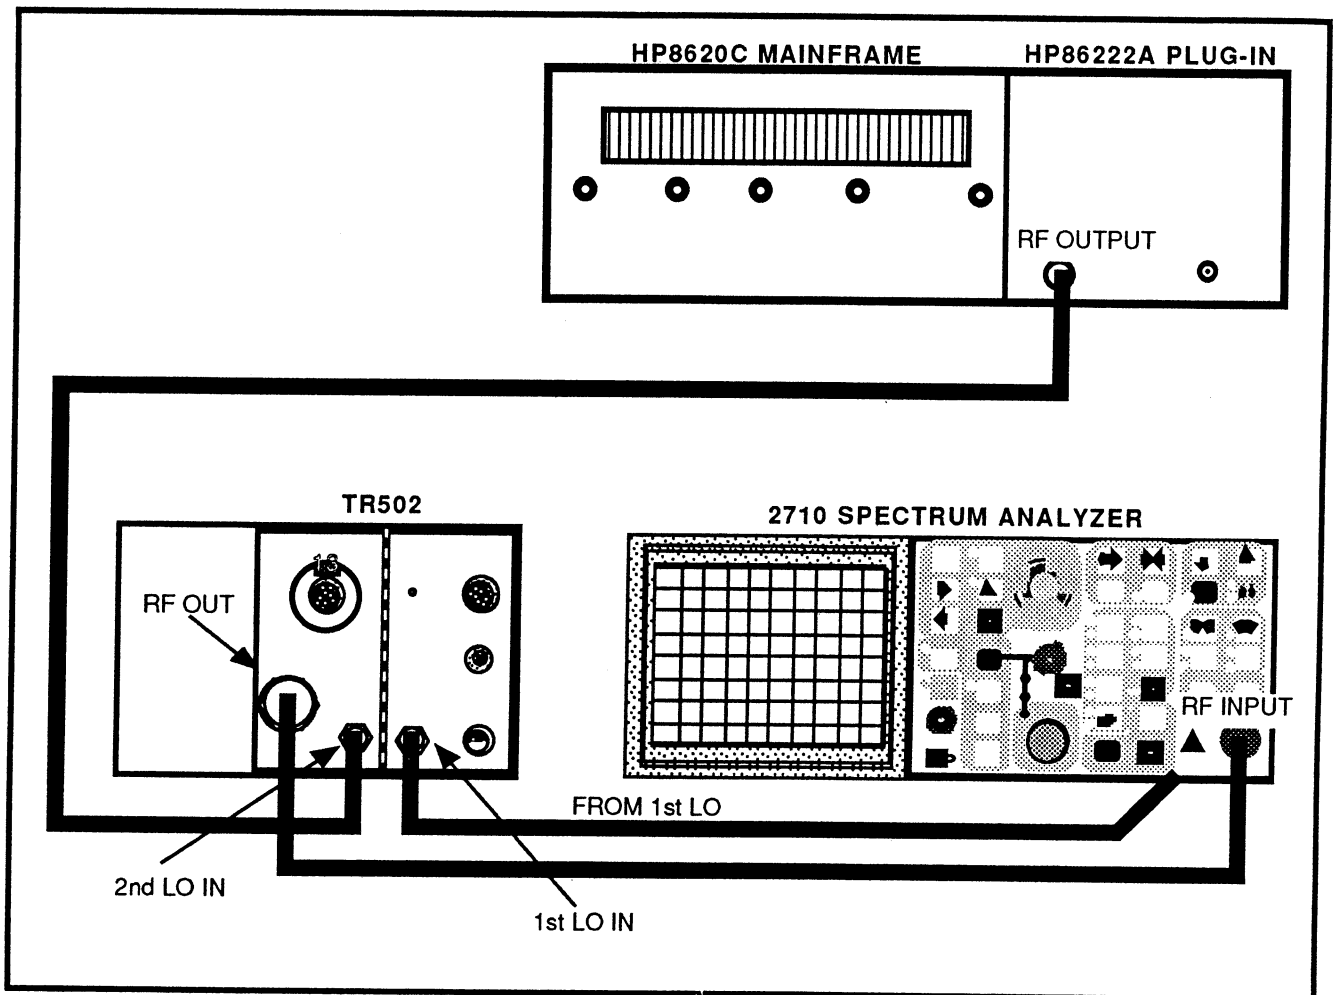 HP8620C MAINFRAME
HP86222A PLUG-IN
RF OUTPUT
TR502
2710 SPECTRUM ANALYZER
RF OUT
RF INPUT
FROM 1st LO
2nd LO IN
1st LO IN